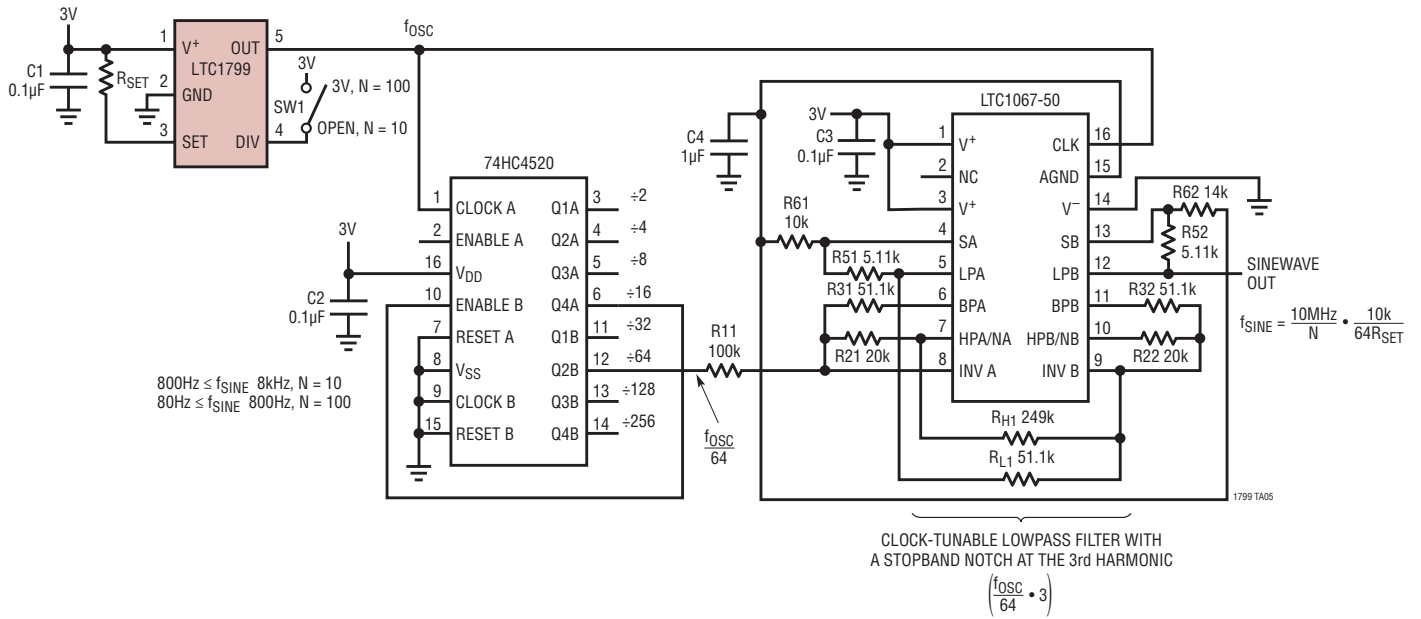 3V
C1
0.1µF
RSET
1
V+
OUT
5
LTC1799
2
GND
3
SET
DIV
4
fOSC
3V
3V, N = 100
SW1
OPEN, N = 10
74HC4520
1
CLOCK A
Q1A
3
÷2
2
ENABLE A
Q2A
4
÷4
16
VDD
Q3A
5
÷8
10
ENABLE B
Q4A
6
÷16
7
RESET A
Q1B
11
÷32
8
VSS
Q2B
12
÷64
9
CLOCK B
Q3B
13
÷128
15
RESET B
Q4B
14
÷256
3V
C2
0.1µF
800Hz ≤ fSINE 8kHz, N = 10
80Hz ≤ fSINE 800Hz, N = 100
R11
100k
fOSC
64
C4
1µF
3V
C3
0.1µF
R61
10k
R51 5.11k
R31 51.1k
R21 20k
LTC1067-50
1
V+
CLK
16
2
NC
AGND
15
3
V+
V–
14
4
SA
SB
13
5
LPA
LPB
12
6
BPA
BPB
11
7
HPA/NA
HPB/NB
10
8
INV A
INV B
9
R62 14k
R52
5.11k
R32 51.1k
R22 20k
RH1 249k
RL1 51.1k
SINEWAVE
OUT
fSINE = 10MHz/N • 10k/64RSET
1799 TA05
CLOCK-TUNABLE LOWPASS FILTER WITH
A STOPBAND NOTCH AT THE 3rd HARMONIC
(fOSC/64 • 3)